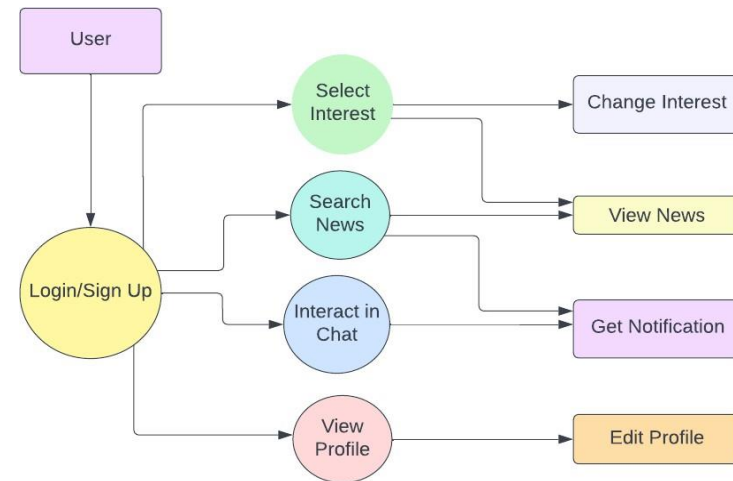 User
Select
Interest
Change Interest
Search
News
View News
Login/Sign Up
Interact in
Chat
Get Notification
View
Profile
Edit Profile